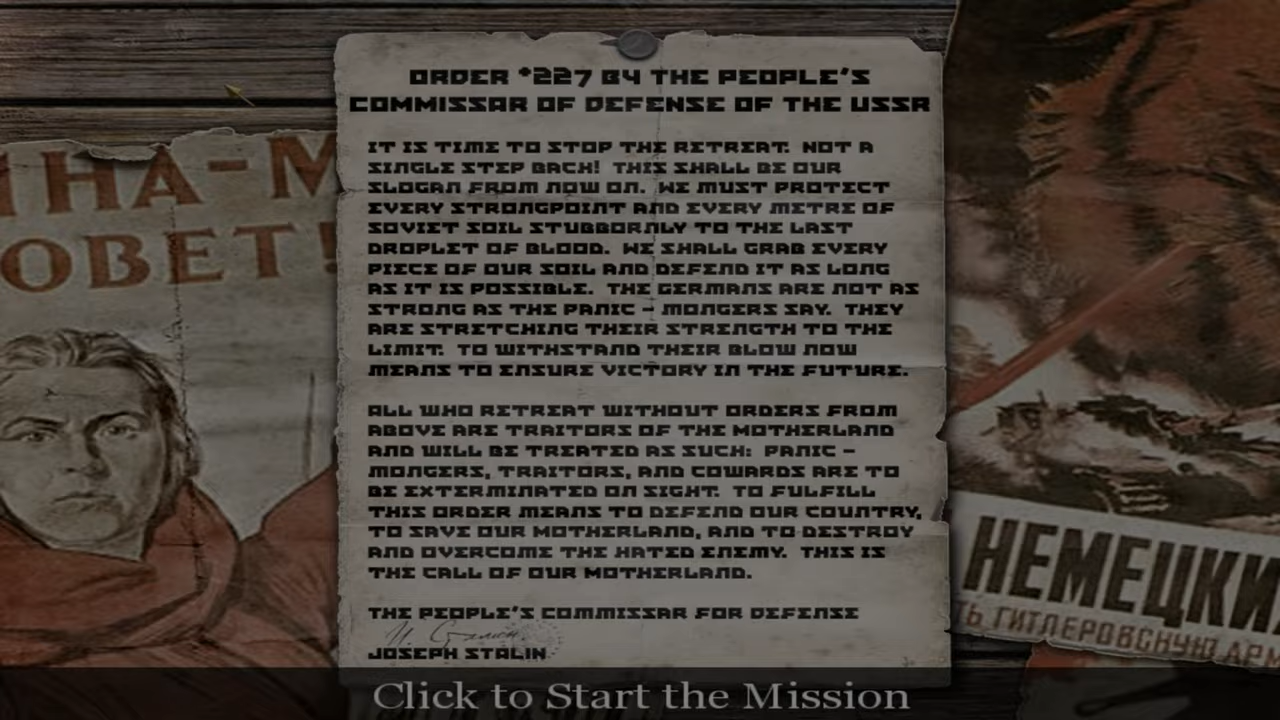 ORDER *227 BY THE PEOPLE'S
COMMISSAR OF DEFENSE OF THE USSR
IT IS TIME TO STOP THE RETREAT. NOT A
SINGLE STEP BACK! THIS SHALL BE OUR
SLOGAN FROM NOW ON. WE MUST PROTECT
EVERY STRONGPOINT AND EVERY METRE OF
SOVIET SOIL STUBBORNLY TO THE LAST
DROPLET OF BLOOD. WE SHALL GRAB EVERY
PIECE OF OUR SOIL AND DEFEND IT AS LONG
AS IT IS POSSIBLE. THE GERMANS ARE NOT AS
STRONG AS THE PANIC - MONGERS SAY. THEY
ARE STRETCHING THEIR STRENGTH TO THE
LIMIT. TO WITHSTAND THEIR BLOW NOW
MEANS TO ENSURE VICTORY IN THE FUTURE.
ALL WHO RETREAT WITHOUT ORDERS FROM
ABOVE ARE TRAITORS OF THE MOTHERLAND
AND WILL BE TREATED AS SUCH: PANIC -
MONGERS, TRAITORS, AND COWARDS ARE TO
BE EXTERMINATED ON SIGHT. TO FULFILL
THIS ORDER MEANS TO DEFEND OUR COUNTRY,
TO SAVE OUR MOTHERLAND, AND TO DESTROY
AND OVERCOME THE HATED ENEMY. THIS IS
THE CALL OF OUR MOTHERLAND.
THE PEOPLE'S COMMISSAR FOR DEFENSE
И. Сталин
JOSEPH STALIN
ИНА-М
ОВЕТ!
НЕМЕЦКИ
ТЬ ГИТЛЕРОВСКУЮ АРМ
Click to Start the Mission